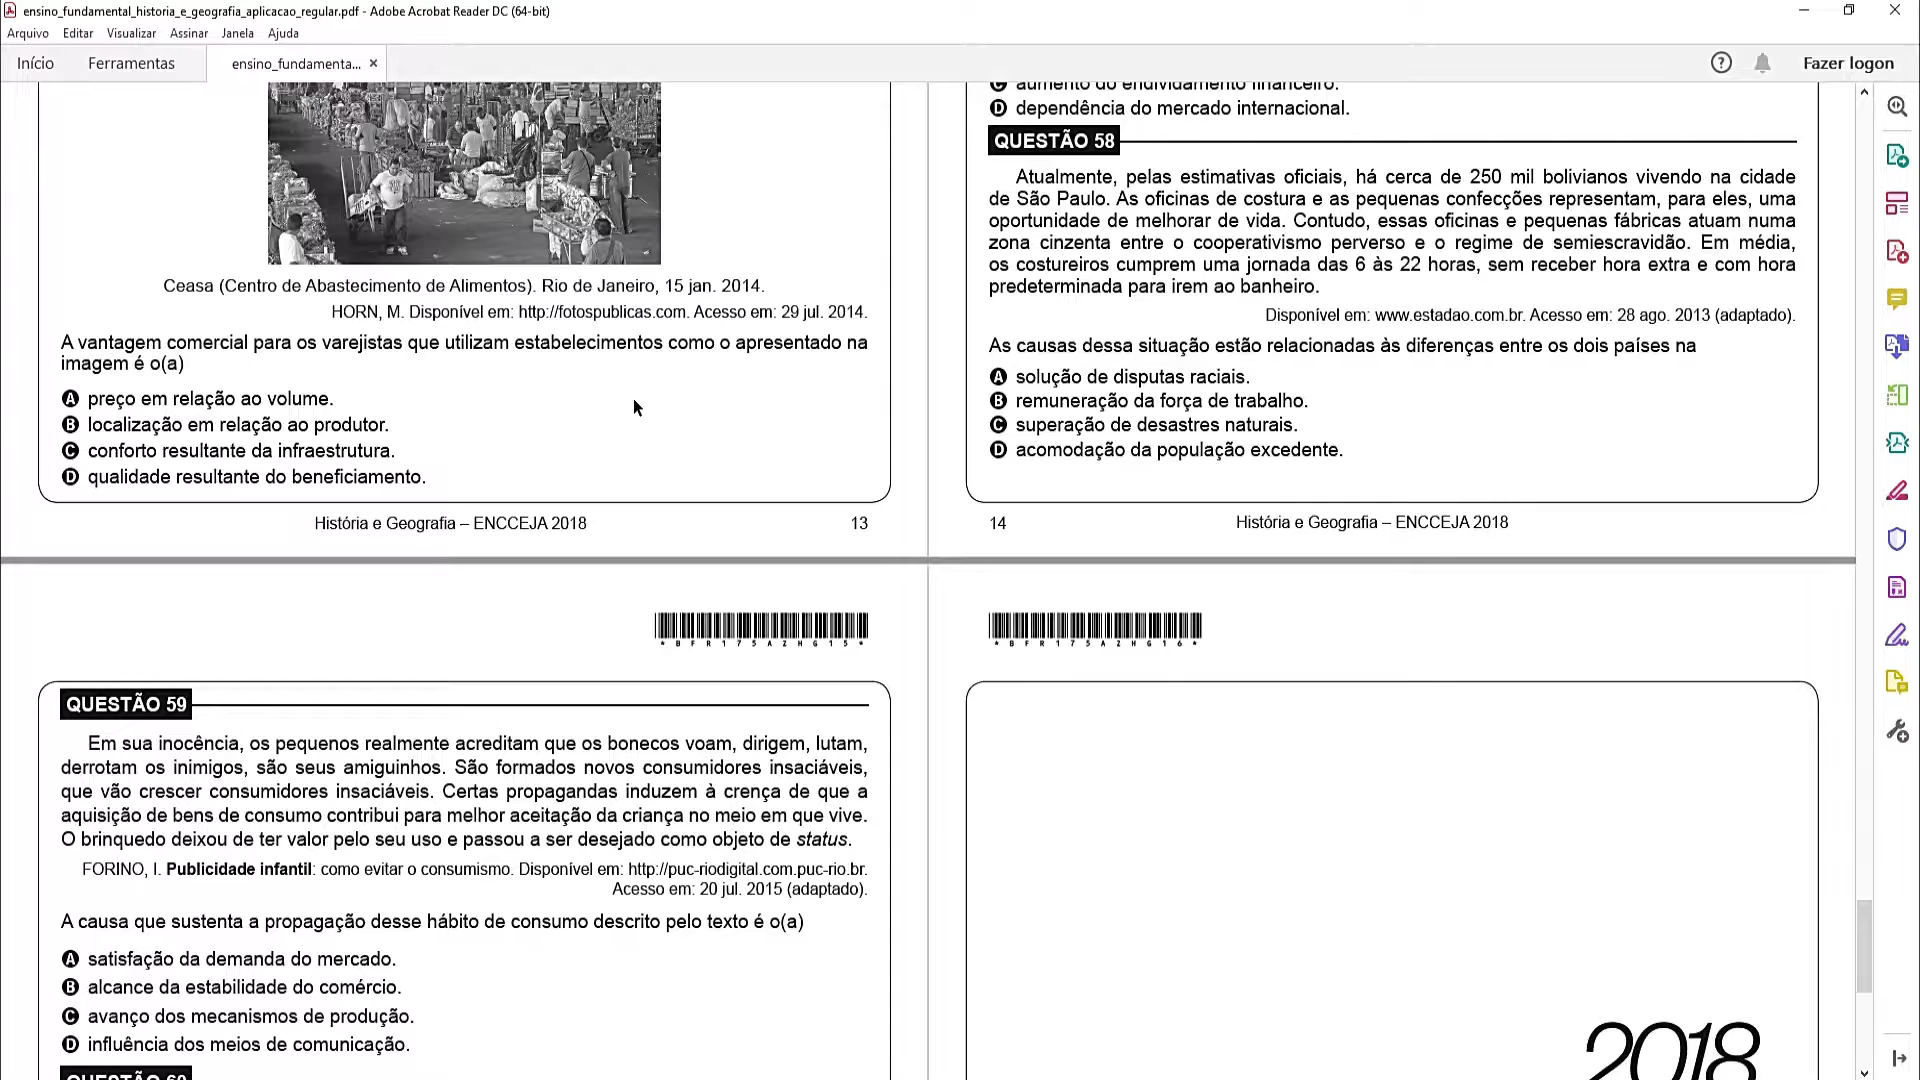 ensino_fundamental_historia_e_geografia_aplicacao_regular.pdf - Adobe Acrobat Reader DC (64-bit)
Arquivo Editar Visualizar Assinar Janela Ajuda
Início Ferramentas ensino_fundamenta... × Fazer logon
Ceasa (Centro de Abastecimento de Alimentos). Rio de Janeiro, 15 jan. 2014.
HORN, M. Disponível em: http://fotospublicas.com. Acesso em: 29 jul. 2014.
A vantagem comercial para os varejistas que utilizam estabelecimentos como o apresentado na
imagem é o(a)
A preço em relação ao volume.
B localização em relação ao produtor.
C conforto resultante da infraestrutura.
D qualidade resultante do beneficiamento.
História e Geografia – ENCCEJA 2018 13
C aumento do endividamento financeiro.
D dependência do mercado internacional.
QUESTÃO 58
Atualmente, pelas estimativas oficiais, há cerca de 250 mil bolivianos vivendo na cidade
de São Paulo. As oficinas de costura e as pequenas confecções representam, para eles, uma
oportunidade de melhorar de vida. Contudo, essas oficinas e pequenas fábricas atuam numa
zona cinzenta entre o cooperativismo perverso e o regime de semiescravidão. Em média,
os costureiros cumprem uma jornada das 6 às 22 horas, sem receber hora extra e com hora
predeterminada para irem ao banheiro.
Disponível em: www.estadao.com.br. Acesso em: 28 ago. 2013 (adaptado).
As causas dessa situação estão relacionadas às diferenças entre os dois países na
A solução de disputas raciais.
B remuneração da força de trabalho.
C superação de desastres naturais.
D acomodação da população excedente.
14 História e Geografia – ENCCEJA 2018
* B F R 1 7 5 A Z H G 1 5 *
QUESTÃO 59
Em sua inocência, os pequenos realmente acreditam que os bonecos voam, dirigem, lutam,
derrotam os inimigos, são seus amiguinhos. São formados novos consumidores insaciáveis,
que vão crescer consumidores insaciáveis. Certas propagandas induzem à crença de que a
aquisição de bens de consumo contribui para melhor aceitação da criança no meio em que vive.
O brinquedo deixou de ter valor pelo seu uso e passou a ser desejado como objeto de status.
FORINO, I. Publicidade infantil: como evitar o consumismo. Disponível em: http://puc-riodigital.com.puc-rio.br.
Acesso em: 20 jul. 2015 (adaptado).
A causa que sustenta a propagação desse hábito de consumo descrito pelo texto é o(a)
A satisfação da demanda do mercado.
B alcance da estabilidade do comércio.
C avanço dos mecanismos de produção.
D influência dos meios de comunicação.
QUESTÃO 60
* B F R 1 7 5 A Z H G 1 6 *
2018